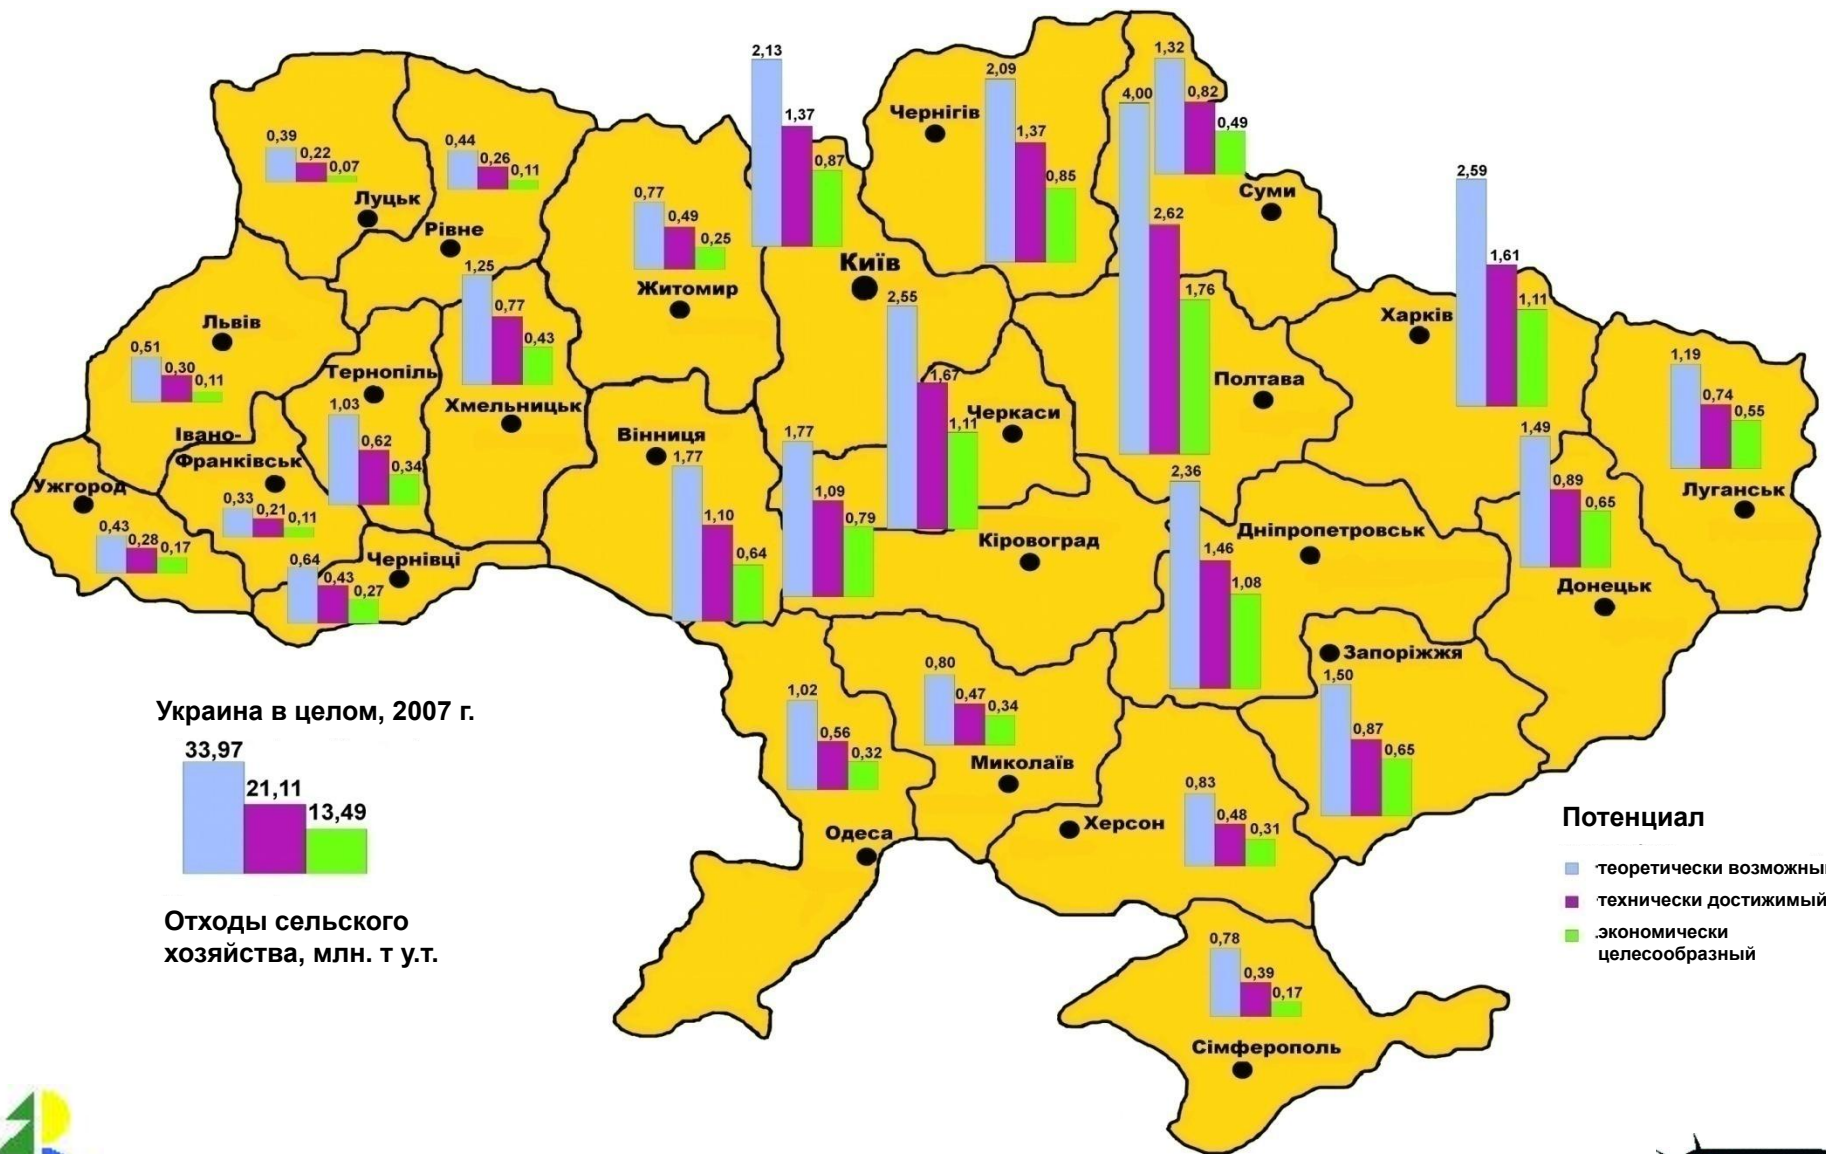 2,13
1,32
2,09
4,00
0,82
0,49
1,37
Чернігів
1,37
0,39
0,22
0,07
0,44
0,26
0,11
0,87
0,85
2,59
Луцьк
0,77
0,49
0,25
Суми
Рівне
2,62
Київ
1,61
1,25
Житомир
1,76
1,11
2,55
Харків
Львів
0,77
0,43
0,51
0,30
0,11
1,19
0,74
0,55
Тернопіль
1,67
Полтава
Хмельницьк
1,03
Черкаси
1,11
Івано-
Франківськ
0,62
0,34
Вінниця
1,77
1,77
1,49
0,89
0,65
Ужгород
2,36
Луганськ
0,33
0,21
0,11
1,10
1,09
0,79
0,43
0,28
0,17
Кіровоград
Дніпропетровськ
0,64
0,43
0,27
Чернівці
0,64
1,46
1,08
Донецьк
0,80
0,47
0,34
Запоріжжя
1,50
1,02
0,56
0,32
Украина в целом, 2007 г.
33,97
21,11
13,49
0,87
0,65
Миколаїв
0,83
0,48
0,31
Одеса
Херсон
Потенциал
теоретически возможный
технически достижимый
экономически
целесообразный
Отходы сельского
хозяйства, млн. т у.т.
0,78
0,39
0,17
Сімферополь